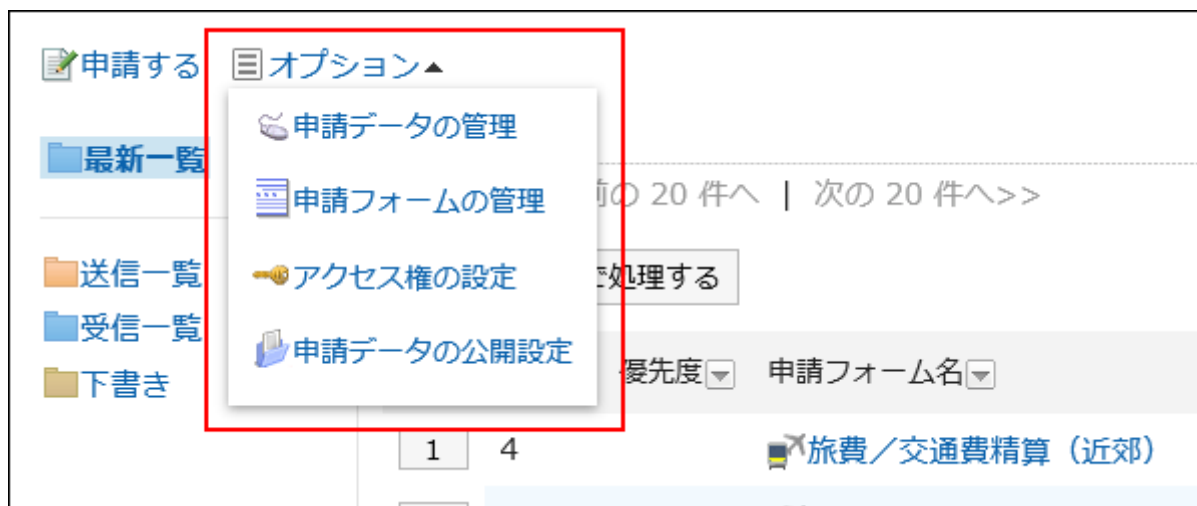 申請する オプション▲
申請データの管理
最新一覧
申請フォームの管理
前の 20 件へ | 次の 20 件へ>>
送信一覧
アクセス権の設定
で処理する
受信一覧
申請データの公開設定
下書き
優先度 申請フォーム名
1 4 旅費／交通費精算（近郊）